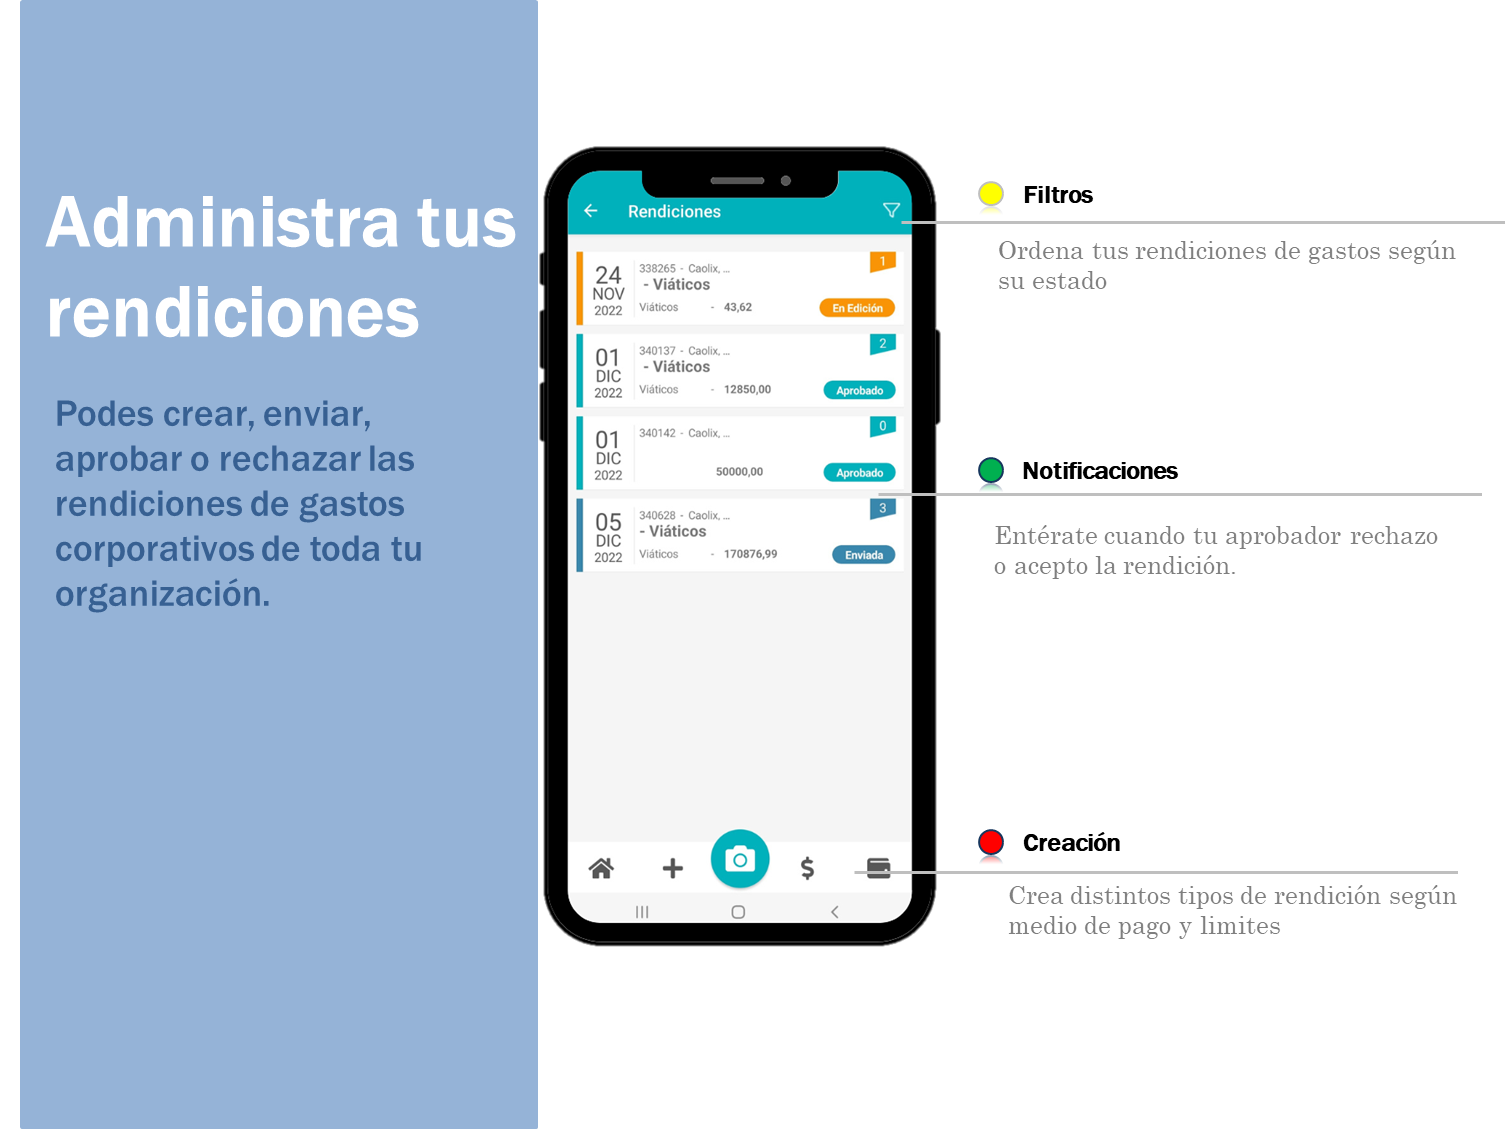 Administra tus
rendiciones
Podes crear, enviar,
aprobar o rechazar las
rendiciones de gastos
corporativos de toda tu
organización.
Rendiciones
24
NOV
2022
338265 - Caolix, ...
- Viáticos
Viáticos - 43,62
1
En Edición
01
DIC
2022
340137 - Caolix, ...
- Viáticos
Viáticos - 12850,00
2
Aprobado
01
DIC
2022
340142 - Caolix, ...
50000,00
0
Aprobado
05
DIC
2022
340628 - Caolix, ...
- Viáticos
Viáticos - 170876,99
3
Enviada
Filtros
Ordena tus rendiciones de gastos según
su estado
Notificaciones
Entérate cuando tu aprobador rechazo
o acepto la rendición.
Creación
Crea distintos tipos de rendición según
medio de pago y limites